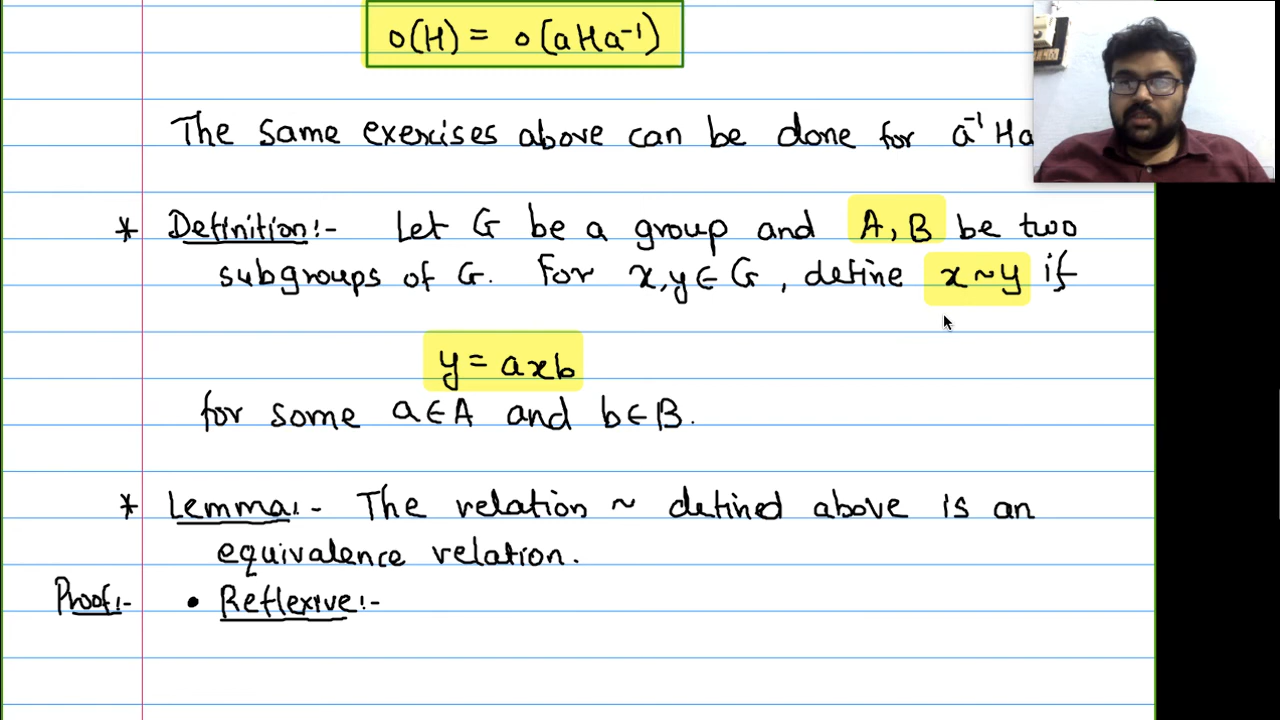 o(H) = o(aHa⁻¹)
The same exercises above can be done for a⁻¹Ha
* Definition:- Let G be a group and A, B be two
subgroups of G. For x,y ∈ G, define x~y if
y = axb
for some a∈A and b∈B.
* Lemma:- The relation ~ defined above is an
equivalence relation.
Proof:- • Reflexive:-